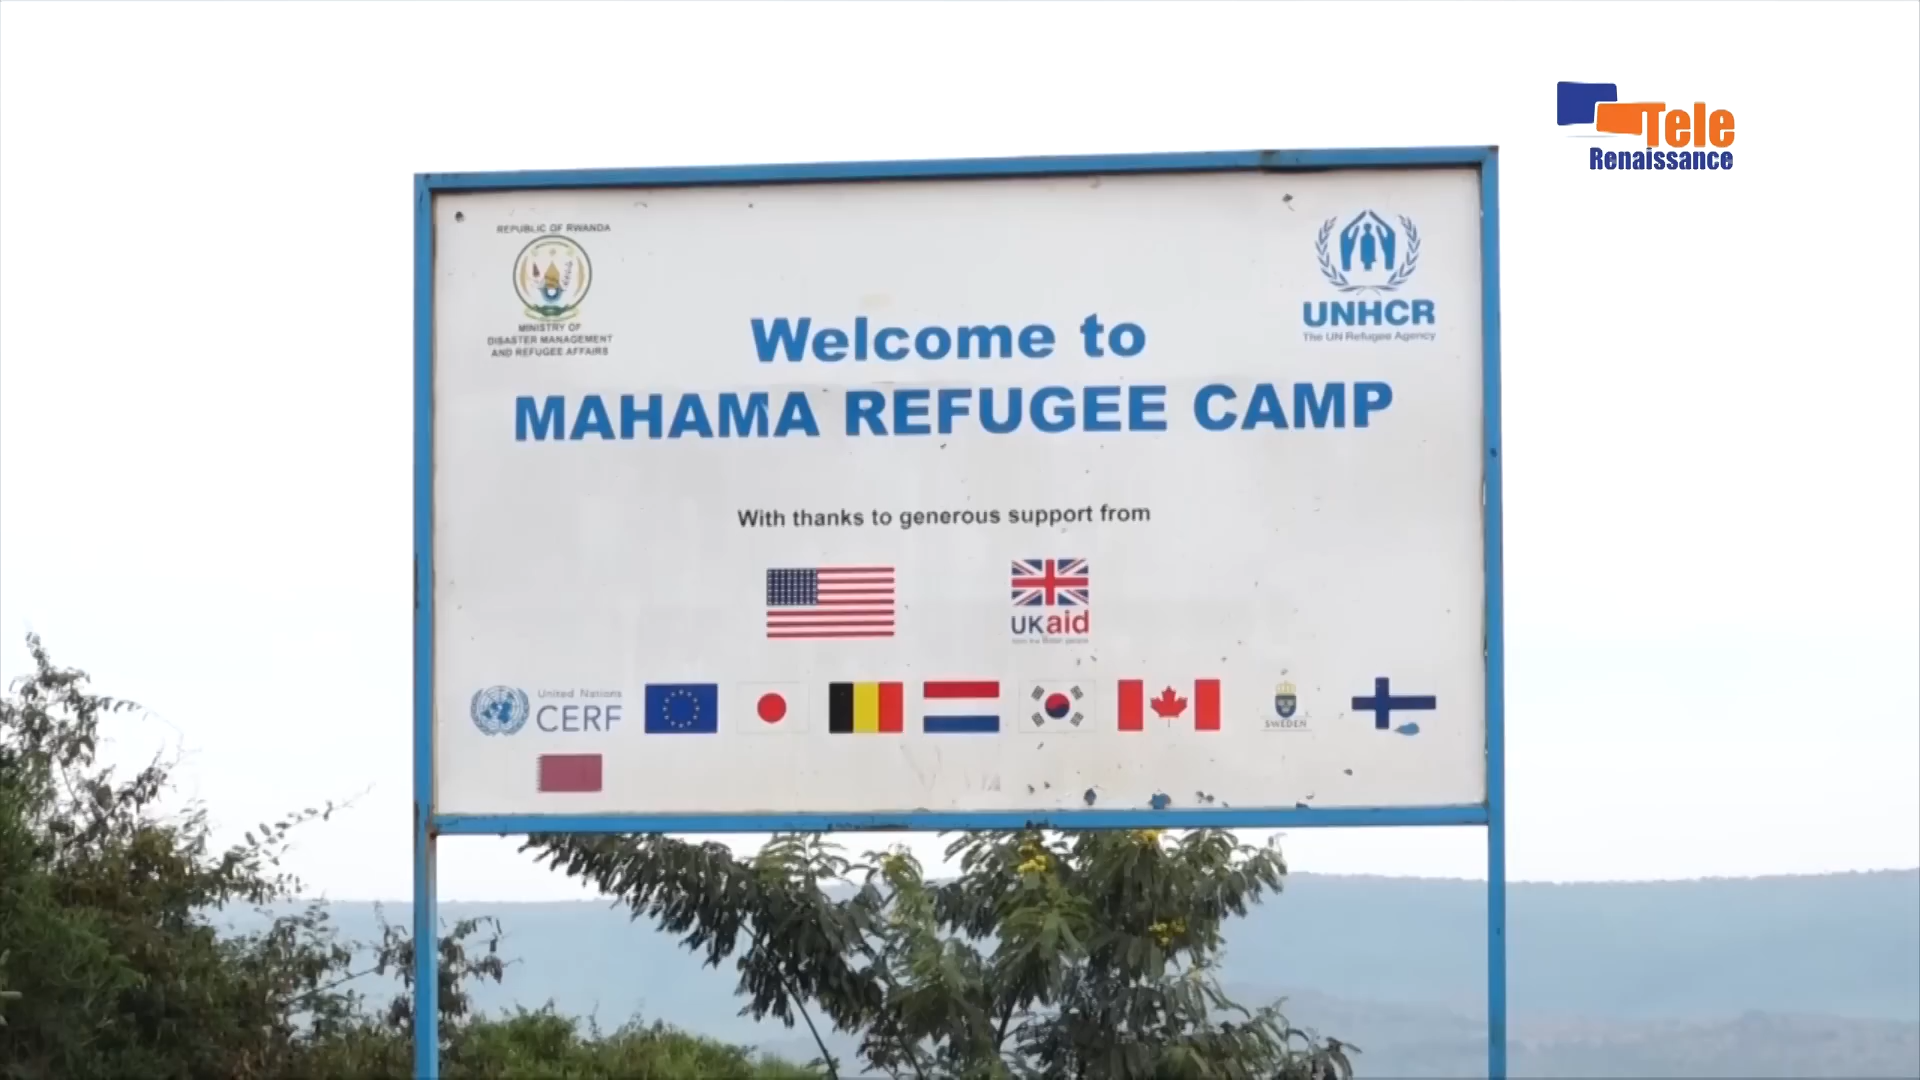 Tele
Renaissance
REPUBLIC OF RWANDA
MINISTRY OF
DISASTER MANAGEMENT
AND REFUGEE AFFAIRS
UNHCR
The UN Refugee Agency
Welcome to
MAHAMA REFUGEE CAMP
With thanks to generous support from
UKaid
United Nations
CERF
SWEDEN